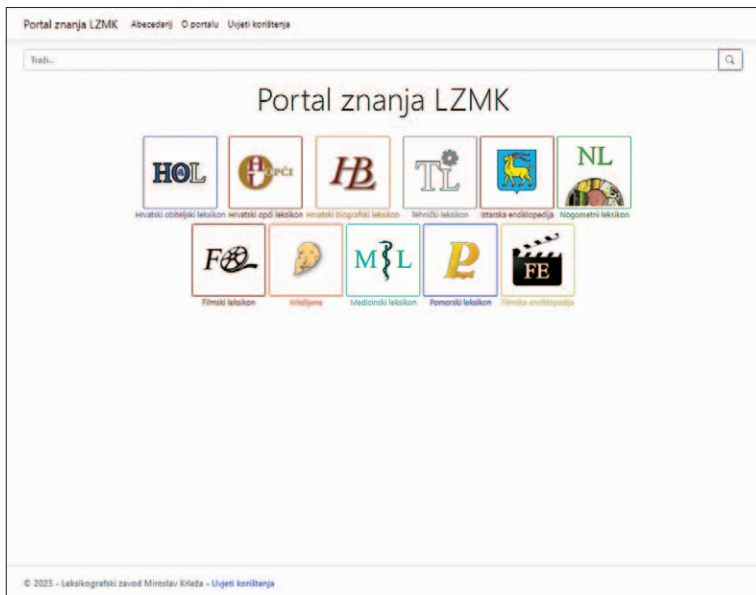 Portal znanja LZMK Abecedarij O portalu Uvjeti korištenja
Traži...
Portal znanja LZMK
HOL
OPĆI
HB
TL
NL
Hrvatski obiteljski leksikon Hrvatski opći leksikon Hrvatski biografski leksikon Tehnički leksikon Istarska enciklopedija Nogometni leksikon
M L
FE
Filmski leksikon Krležijana Medicinski leksikon Pomorski leksikon Filmska enciklopedija
© 2023 - Leksikografski zavod Miroslav Krleža - Uvjeti korištenja